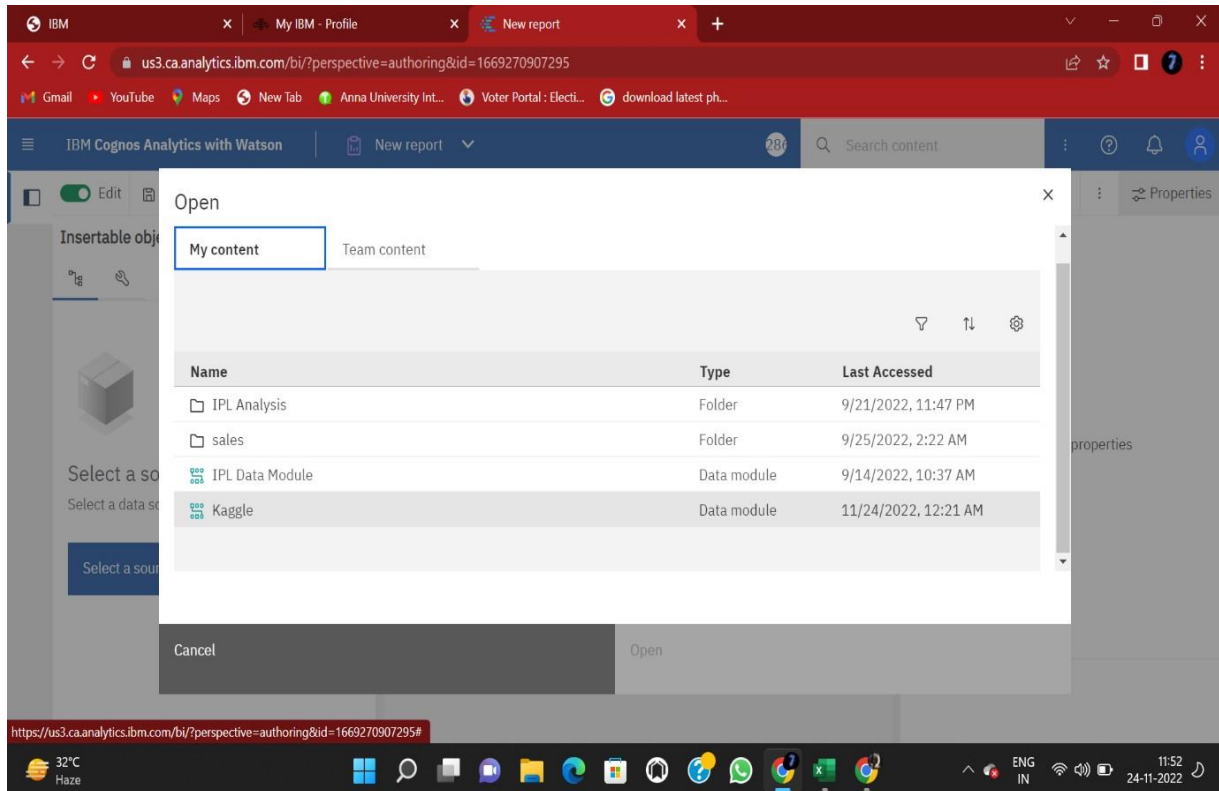 IBM
My IBM - Profile
New report
us3.ca.analytics.ibm.com/bi/?perspective=authoring&id=1669270907295
Gmail
YouTube
Maps
New Tab
Anna University Int...
Voter Portal : Electi...
download latest ph...
IBM Cognos Analytics with Watson
New report
Search content
Edit
Properties
Insertable obje
Open
My content
Team content
Name Type Last Accessed
IPL Analysis Folder 9/21/2022, 11:47 PM
sales Folder 9/25/2022, 2:22 AM
IPL Data Module Data module 9/14/2022, 10:37 AM
Kaggle Data module 11/24/2022, 12:21 AM
properties
Select a so
Select a data so
Select a sour
Cancel
Open
https://us3.ca.analytics.ibm.com/bi/?perspective=authoring&id=1669270907295#
32°C
Haze
ENG
IN
11:52
24-11-2022